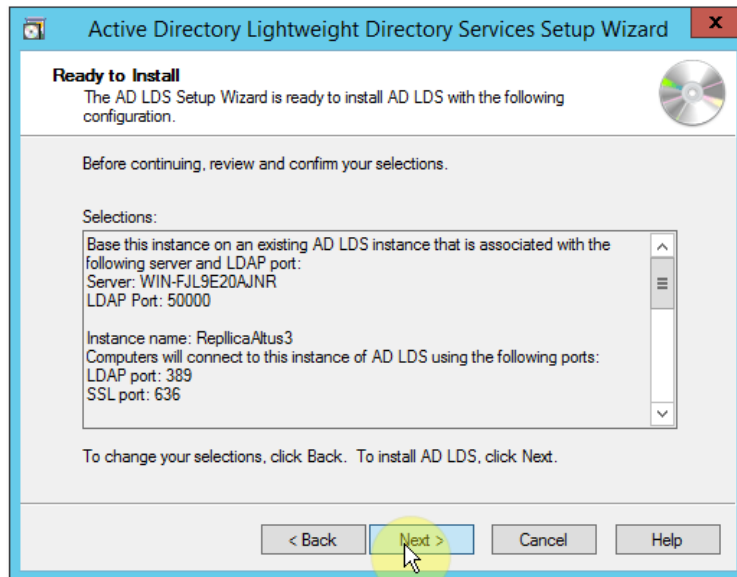 Active Directory Lightweight Directory Services Setup Wizard
x
Ready to Install
The AD LDS Setup Wizard is ready to install AD LDS with the following
configuration.
Before continuing, review and confirm your selections.
Selections:
Base this instance on an existing AD LDS instance that is associated with the
following server and LDAP port:
Server: WIN-FJL9E20AJNR
LDAP Port: 50000
Instance name: RepllicaAltus3
Computers will connect to this instance of AD LDS using the following ports:
LDAP port: 389
SSL port: 636
To change your selections, click Back. To install AD LDS, click Next.
< Back
Next >
Cancel
Help